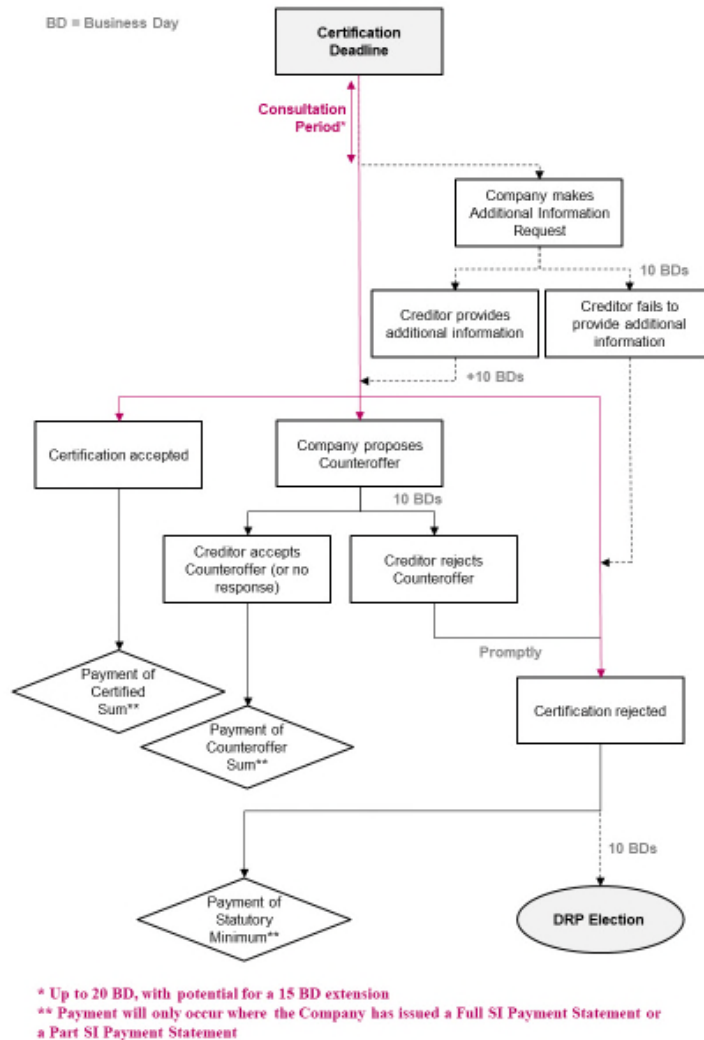 BD = Business Day
Certification
Deadline
Consultation
Period*
Company makes
Additional Information
Request
10 BDs
Creditor provides
additional information
Creditor fails to
provide additional
information
+10 BDs
Certification accepted
Company proposes
Counteroffer
10 BDs
Creditor accepts
Counteroffer (or no
response)
Creditor rejects
Counteroffer
Promptly
Payment of
Certified
Sum**
Payment of
Counteroffer
Sum**
Certification rejected
10 BDs
Payment of
Statutory
Minimum**
DRP Election
* Up to 20 BD, with potential for a 15 BD extension
** Payment will only occur where the Company has issued a Full SI Payment Statement or
a Part SI Payment Statement